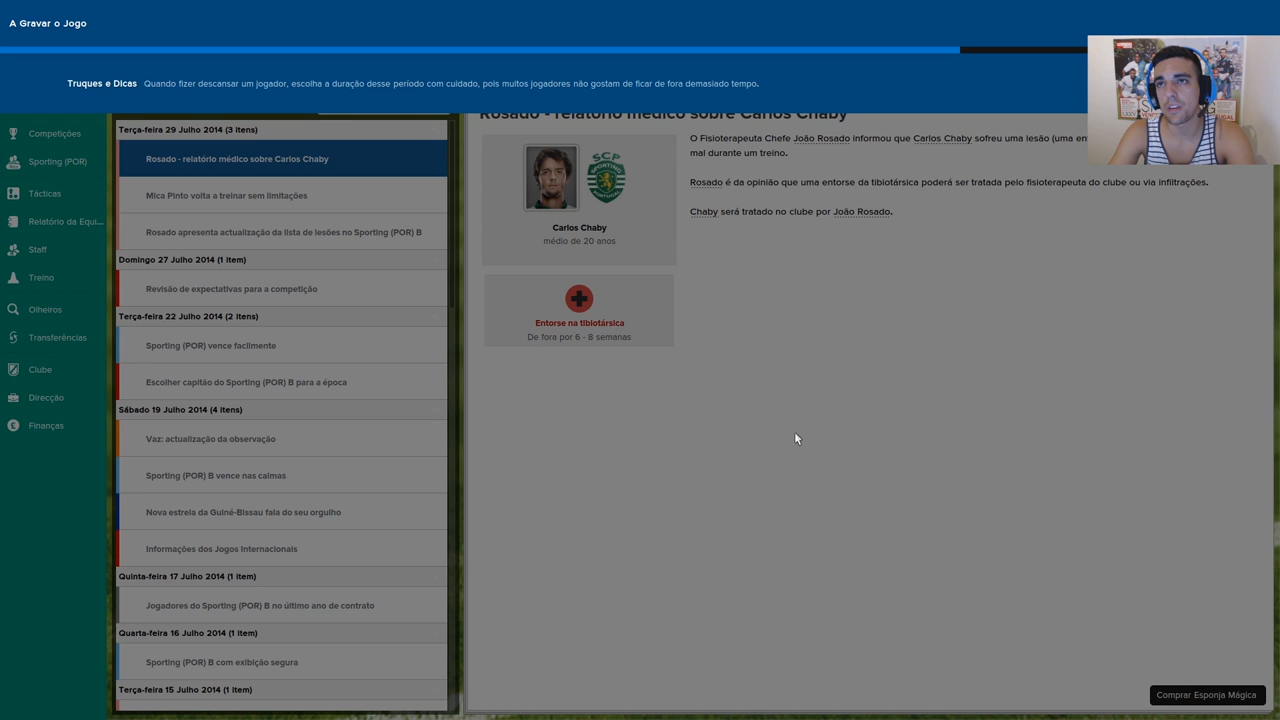 A Gravar o Jogo
Truques e Dicas Quando fizer descansar um jogador, escolha a duração desse período com cuidado, pois muitos jogadores não gostam de ficar de fora demasiado tempo.
Competições
Sporting (POR)
Tácticas
Relatório da Equi...
Staff
Treino
Olheiros
Transferências
Clube
Direcção
Finanças
Terça-feira 29 Julho 2014 (3 itens)
Rosado - relatório médico sobre Carlos Chaby
Mica Pinto volta a treinar sem limitações
Rosado apresenta actualização da lista de lesões no Sporting (POR) B
Domingo 27 Julho 2014 (1 item)
Revisão de expectativas para a competição
Terça-feira 22 Julho 2014 (2 itens)
Sporting (POR) vence facilmente
Escolher capitão do Sporting (POR) B para a época
Sábado 19 Julho 2014 (4 itens)
Vaz: actualização da observação
Sporting (POR) B vence nas calmas
Nova estrela da Guiné-Bissau fala do seu orgulho
Informações dos Jogos Internacionais
Quinta-feira 17 Julho 2014 (1 item)
Jogadores do Sporting (POR) B no último ano de contrato
Quarta-feira 16 Julho 2014 (1 item)
Sporting (POR) B com exibição segura
Terça-feira 15 Julho 2014 (1 item)
Rosado - relatório médico sobre Carlos Chaby
SCP
SPORTING
PORTUGAL
Carlos Chaby
médio de 20 anos
Entorse na tibiotársica
De fora por 6 - 8 semanas
O Fisioterapeuta Chefe João Rosado informou que Carlos Chaby sofreu uma lesão (uma ent
mal durante um treino.
Rosado é da opinião que uma entorse da tibiotársica poderá ser tratada pelo fisioterapeuta do clube ou via infiltrações.
Chaby será tratado no clube por João Rosado.
Comprar Esponja Mágica